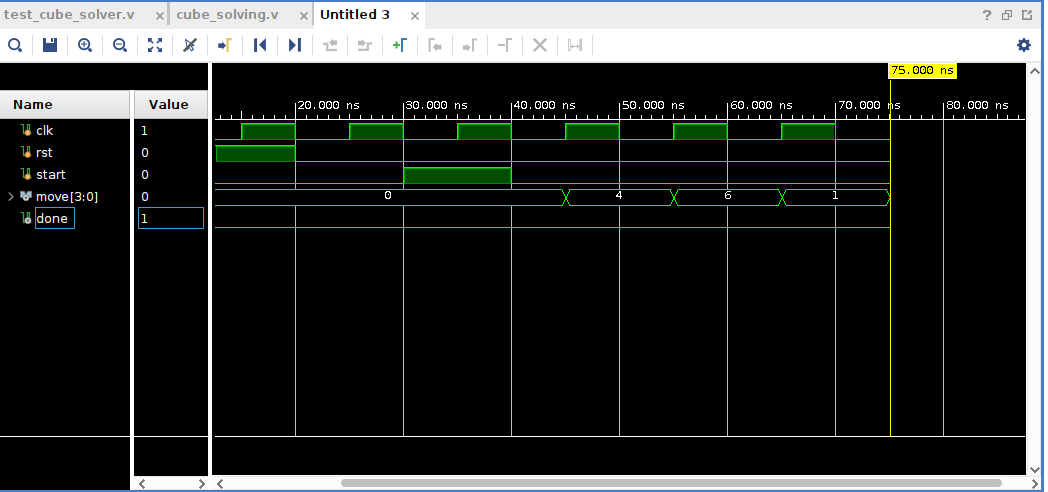 test_cube_solver.v × cube_solving.v × Untitled 3 ×
?
75.000 ns
Name Value
20.000 ns 30.000 ns 40.000 ns 50.000 ns 60.000 ns 70.000 ns 80.000 ns
clk 1
rst 0
start 0
move[3:0] 0 0 4 6 1
done 1